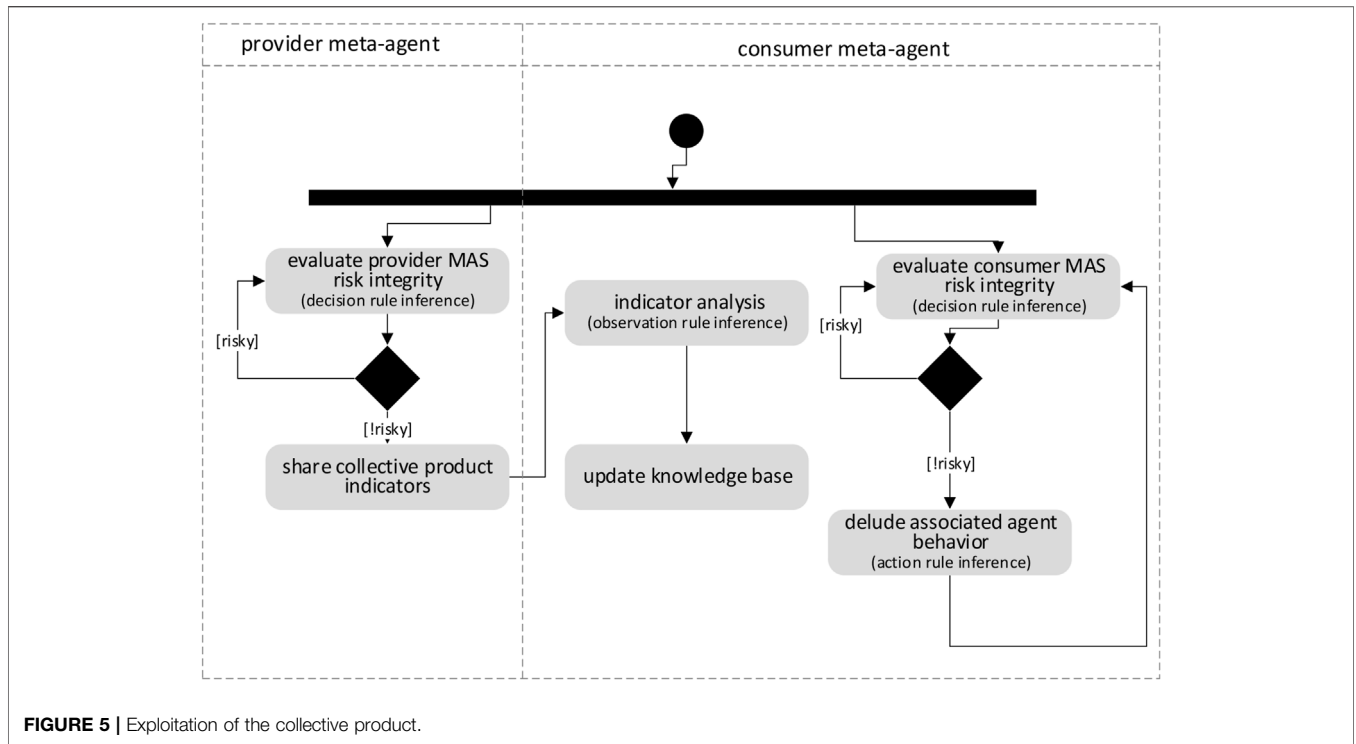 provider meta-agent
consumer meta-agent
evaluate provider MAS
risk integrity
(decision rule inference)
[risky]
[!risky]
share collective product
indicators
indicator analysis
(observation rule inference)
update knowledge base
evaluate consumer MAS
risk integrity
(decision rule inference)
[risky]
[!risky]
delude associated agent
behavior
(action rule inference)
FIGURE 5 | Exploitation of the collective product.